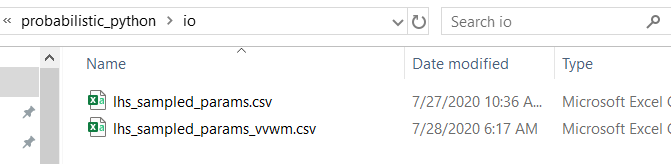 « probabilistic_python › io
Search io
Name Date modified Type
lhs_sampled_params.csv 7/27/2020 10:36 A... Microsoft Excel C
lhs_sampled_params_vvwm.csv 7/28/2020 6:17 AM Microsoft Excel C